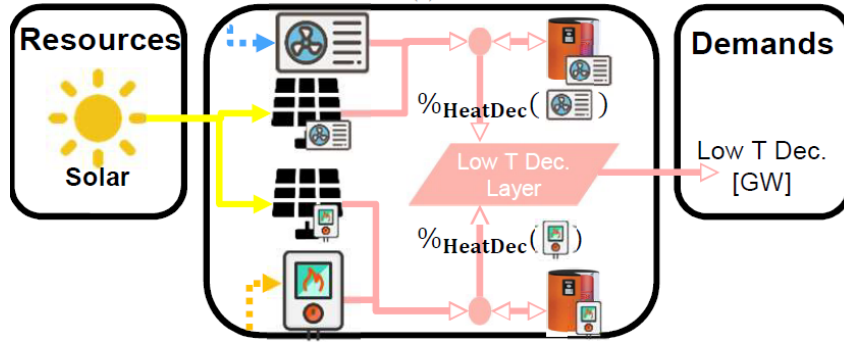 Resources
Solar
%HeatDec( )
Low T Dec.
Layer
%HeatDec( )
Demands
Low T Dec.
[GW]